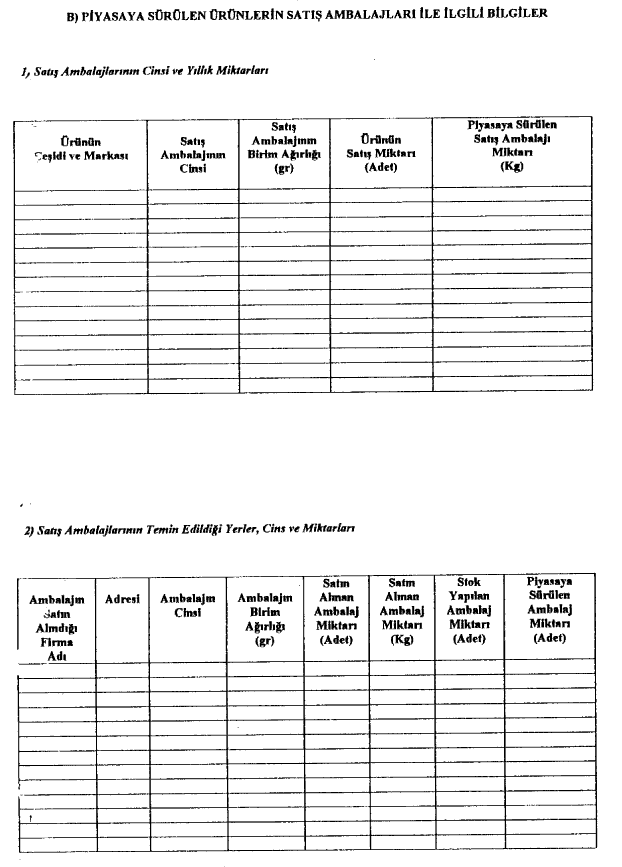 B) PİYASAYA SÜRÜLEN ÜRÜNLERİN SATIŞ AMBALAJLARI İLE İLGİLİ BİLGİLER
1) Satış Ambalajlarının Cinsi ve Yıllık Miktarları
Ürünün
Çeşidi ve Markası
Satış
Ambalajının
Cinsi
Satış
Ambalajının
Birim Ağırlığı
(gr)
Ürünün
Satış Miktarı
(Adet)
Piyasaya Sürülen
Satış Ambalajı
Miktarı
(Kg)
2) Satış Ambalajlarının Temin Edildiği Yerler, Cins ve Miktarları
Ambalajın
Satın
Alındığı
Firma
Adı
Adresi
Ambalajın
Cinsi
Ambalajın
Birim
Ağırlığı
(gr)
Satın
Alınan
Ambalaj
Miktarı
(Adet)
Satın
Alınan
Ambalaj
Miktarı
(Kg)
Stok
Yapılan
Ambalaj
Miktarı
(Adet)
Piyasaya
Sürülen
Ambalaj
Miktarı
(Adet)